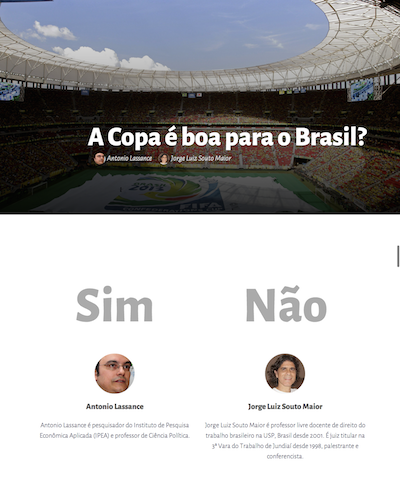 A Copa é boa para o Brasil?
Antonio Lassance Jorge Luiz Souto Maior
FIFA
Sim
Não
Antonio Lassance
Antonio Lassance é pesquisador do Instituto de Pesquisa
Econômica Aplicada (IPEA) e professor de Ciência Política.
Jorge Luiz Souto Maior
Jorge Luiz Souto Maior é professor livre docente de direito do
trabalho brasileiro na USP, Brasil desde 2001. É juiz titular na
3ª Vara do Trabalho de Jundiaí desde 1998, palestrante e
conferencista.